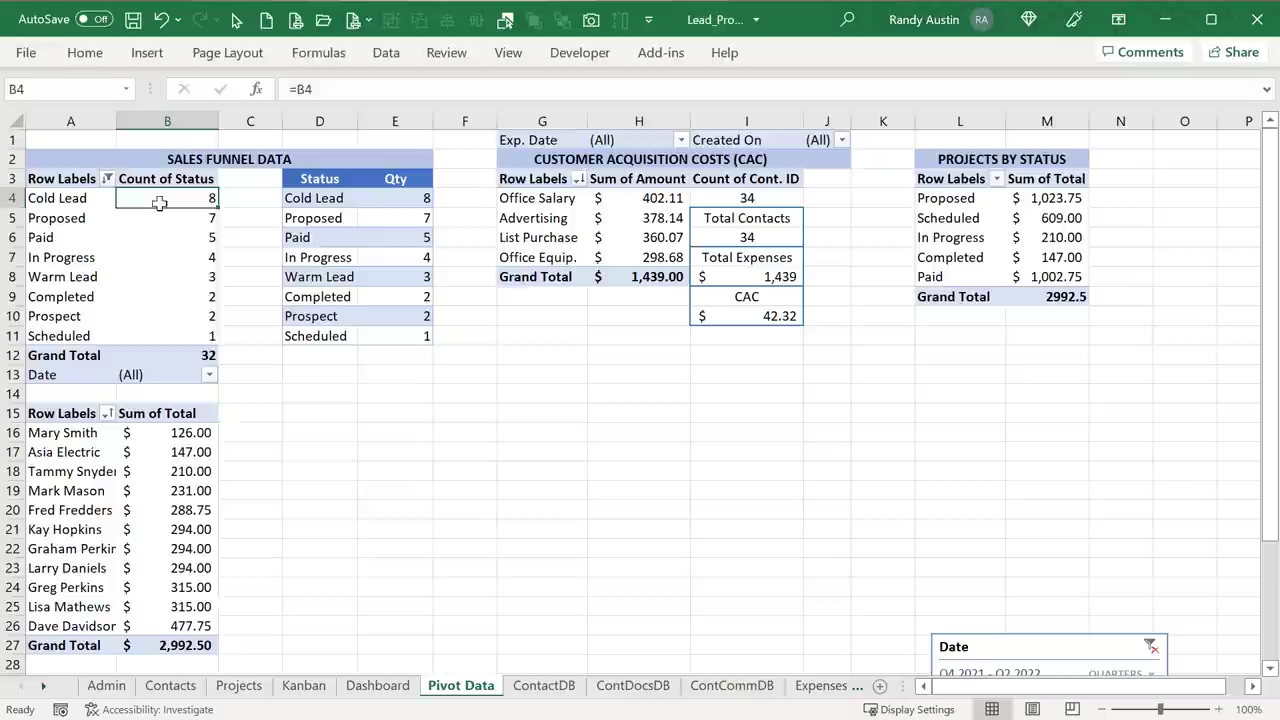 AutoSave Off Lead_Pro... Randy Austin RA
File Home Insert Page Layout Formulas Data Review View Developer Add-ins Help Comments Share
B4 fx =B4
A B C D E F G H I J K L M N O P
1 Exp. Date (All) Created On (All)
2 SALES FUNNEL DATA CUSTOMER ACQUISITION COSTS (CAC) PROJECTS BY STATUS
3 Row Labels Count of Status Status Qty Row Labels Sum of Amount Count of Cont. ID Row Labels Sum of Total
4 Cold Lead 8 Cold Lead 8 Office Salary $ 402.11 34 Proposed $ 1,023.75
5 Proposed 7 Proposed 7 Advertising $ 378.14 Total Contacts Scheduled $ 609.00
6 Paid 5 Paid 5 List Purchase $ 360.07 34 In Progress $ 210.00
7 In Progress 4 In Progress 4 Office Equip. $ 298.68 Total Expenses Completed $ 147.00
8 Warm Lead 3 Warm Lead 3 Grand Total $ 1,439.00 $ 1,439 Paid $ 1,002.75
9 Completed 2 Completed 2 CAC Grand Total 2992.5
10 Prospect 2 Prospect 2 $ 42.32
11 Scheduled 1 Scheduled 1
12 Grand Total 32
13 Date (All)
14
15 Row Labels Sum of Total
16 Mary Smith $ 126.00
17 Asia Electric $ 147.00
18 Tammy Snyder $ 210.00
19 Mark Mason $ 231.00
20 Fred Fredders $ 288.75
21 Kay Hopkins $ 294.00
22 Graham Perkin $ 294.00
23 Larry Daniels $ 294.00
24 Greg Perkins $ 315.00
25 Lisa Mathews $ 315.00
26 Dave Davidsor $ 477.75
27 Grand Total $ 2,992.50 Date
28 Q4 2021 - Q2 2022 QUARTERS
Admin Contacts Projects Kanban Dashboard Pivot Data ContactDB ContDocsDB ContCommDB Expenses ...
Ready Accessibility: Investigate Display Settings 100%